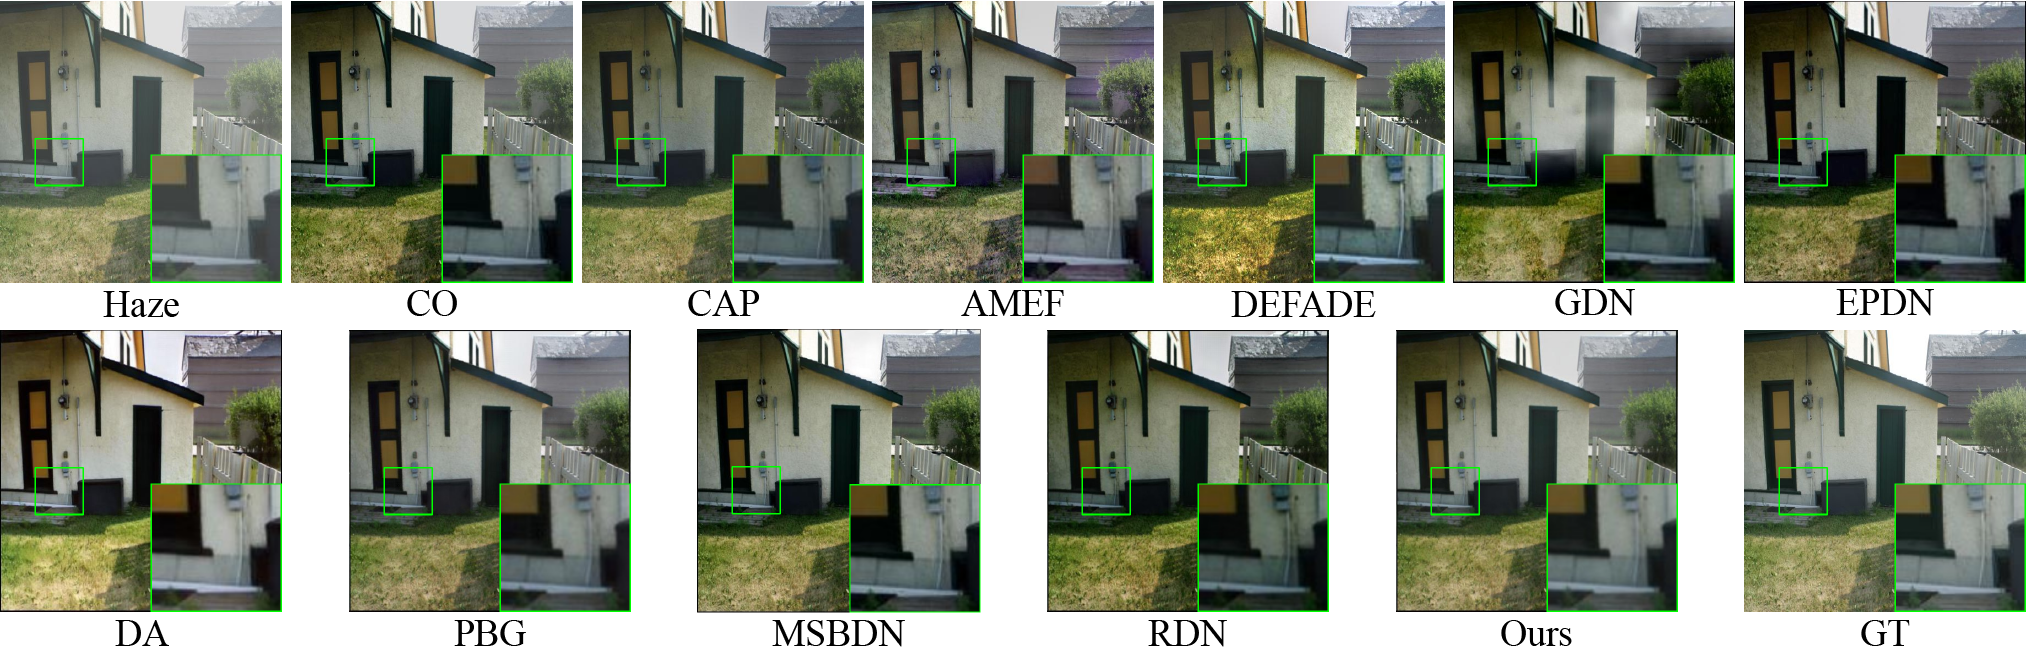 Haze CO CAP AMEF DEFADE GDN EPDN
DA PBG MSBDN RDN Ours GT